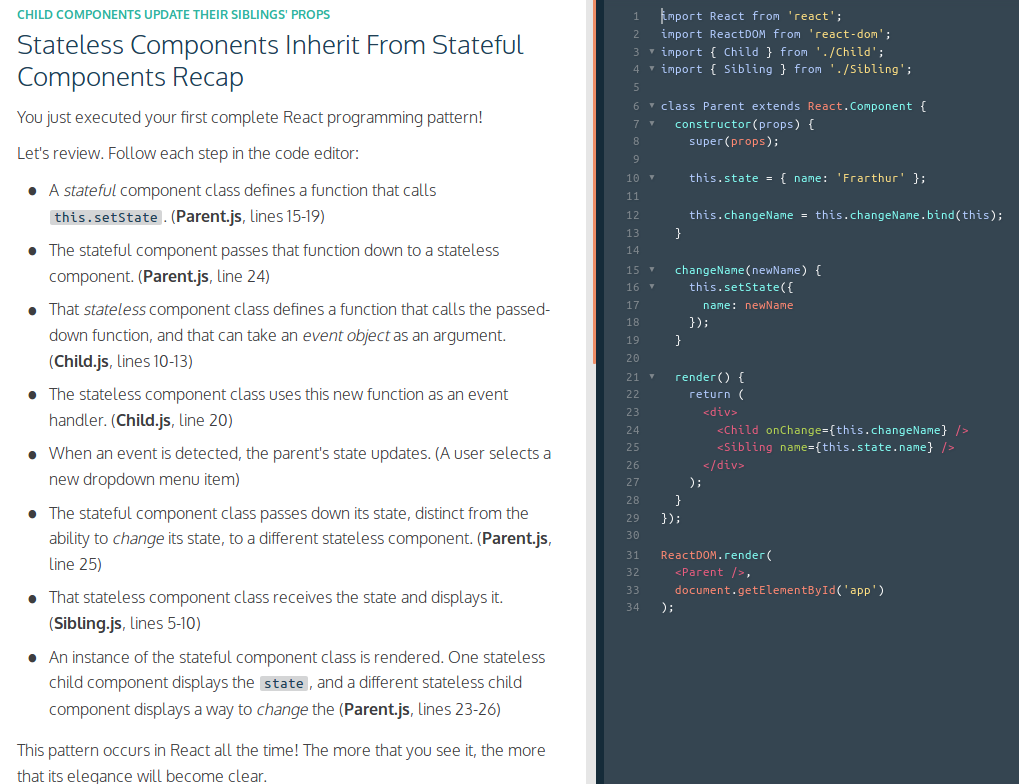 CHILD COMPONENTS UPDATE THEIR SIBLINGS' PROPS
Stateless Components Inherit From Stateful
Components Recap
You just executed your first complete React programming pattern!
Let's review. Follow each step in the code editor:
● A stateful component class defines a function that calls
this.setState. (Parent.js, lines 15-19)
● The stateful component passes that function down to a stateless
component. (Parent.js, line 24)
● That stateless component class defines a function that calls the passed-
down function, and that can take an event object as an argument.
(Child.js, lines 10-13)
● The stateless component class uses this new function as an event
handler. (Child.js, line 20)
● When an event is detected, the parent's state updates. (A user selects a
new dropdown menu item)
● The stateful component class passes down its state, distinct from the
ability to change its state, to a different stateless component. (Parent.js,
line 25)
● That stateless component class receives the state and displays it.
(Sibling.js, lines 5-10)
● An instance of the stateful component class is rendered. One stateless
child component displays the state, and a different stateless child
component displays a way to change the (Parent.js, lines 23-26)
This pattern occurs in React all the time! The more that you see it, the more
that its elegance will become clear.
1 import React from 'react';
2 import ReactDOM from 'react-dom';
3 import { Child } from './Child';
4 import { Sibling } from './Sibling';
5
6 class Parent extends React.Component {
7 constructor(props) {
8 super(props);
9
10 this.state = { name: 'Frarthur' };
11
12 this.changeName = this.changeName.bind(this);
13 }
14
15 changeName(newName) {
16 this.setState({
17 name: newName
18 });
19 }
20
21 render() {
22 return (
23 <div>
24 <Child onChange={this.changeName} />
25 <Sibling name={this.state.name} />
26 </div>
27 );
28 }
29 });
30
31 ReactDOM.render(
32 <Parent />,
33 document.getElementById('app')
34 );